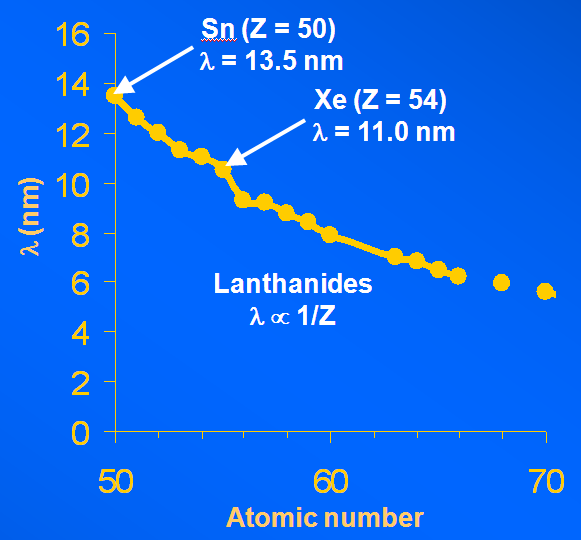 Sn (Z = 50)
λ = 13.5 nm
Xe (Z = 54)
λ = 11.0 nm
16
14
12
10
8
6
4
2
0
λ (nm)
Lanthanides
λ ∝ 1/Z
50 60 70
Atomic number